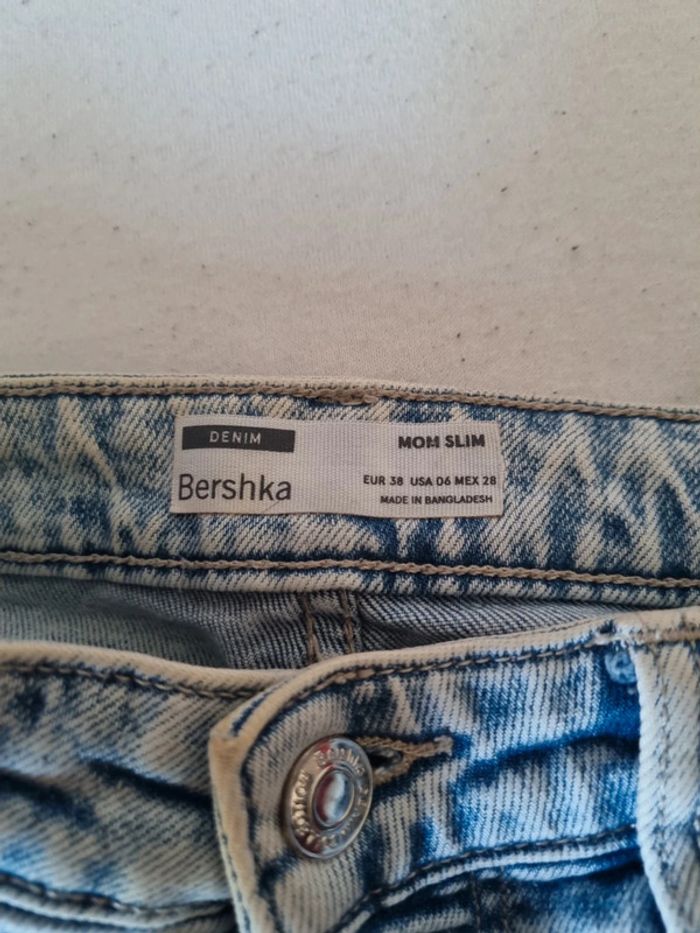 DENIM
MOM SLIM
Bershka
EUR 38 USA 06 MEX 28
MADE IN BANGLADESH